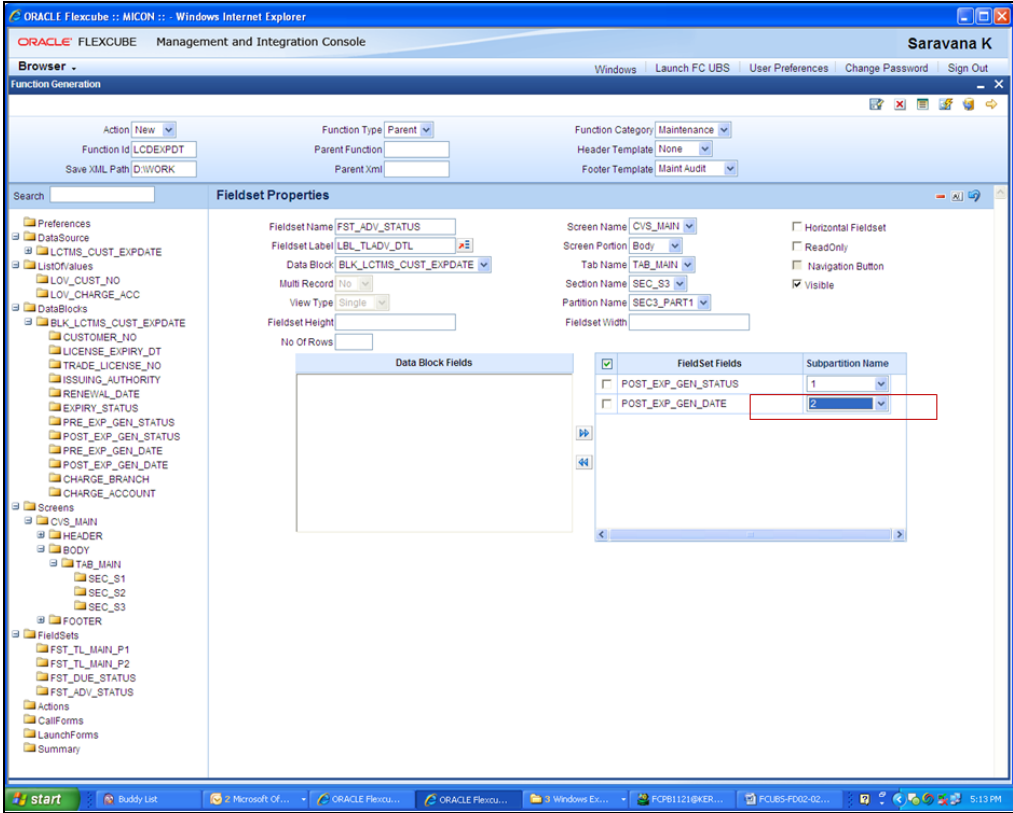 ORACLE Flexcube :: MICON :: - Windows Internet Explorer
ORACLE FLEXCUBE Management and Integration Console
Saravana K
Browser
Windows Launch FC UBS User Preferences Change Password Sign Out
Function Generation
Action New Function Type Parent Function Category Maintenance
Function Id LCDEXPDT Parent Function Header Template None
Save XML Path D:\WORK Parent Xml Footer Template Maint Audit
Search
Fieldset Properties
Preferences
DataSource
LCTMS_CUST_EXPDATE
ListOfValues
LOV_CUST_NO
LOV_CHARGE_ACC
DataBlocks
BLK_LCTMS_CUST_EXPDATE
CUSTOMER_NO
LICENSE_EXPIRY_DT
TRADE_LICENSE_NO
ISSUING_AUTHORITY
RENEWAL_DATE
EXPIRY_STATUS
PRE_EXP_GEN_STATUS
POST_EXP_GEN_STATUS
PRE_EXP_GEN_DATE
POST_EXP_GEN_DATE
CHARGE_BRANCH
CHARGE_ACCOUNT
Screens
CVS_MAIN
HEADER
BODY
TAB_MAIN
SEC_S1
SEC_S2
SEC_S3
FOOTER
FieldSets
FST_TL_MAIN_P1
FST_TL_MAIN_P2
FST_DUE_STATUS
FST_ADV_STATUS
Actions
CallForms
LaunchForms
Summary
Fieldset Name FST_ADV_STATUS Screen Name CVS_MAIN Horizontal Fieldset
Fieldset Label LBL_TLADV_DTL Screen Portion Body ReadOnly
Data Block BLK_LCTMS_CUST_EXPDATE Tab Name TAB_MAIN Navigation Button
Multi Record No Section Name SEC_S3 Visible
View Type Single Partition Name SEC3_PART1
Fieldset Height Fieldset Width
No Of Rows
Data Block Fields FieldSet Fields Subpartition Name
POST_EXP_GEN_STATUS 1
POST_EXP_GEN_DATE 2
start Buddy List 2 Microsoft Of... ORACLE Flexcu... ORACLE Flexcu... 3 Windows Ex... FCPB1121@KER... FCUBS-FD02-02... 5:13 PM